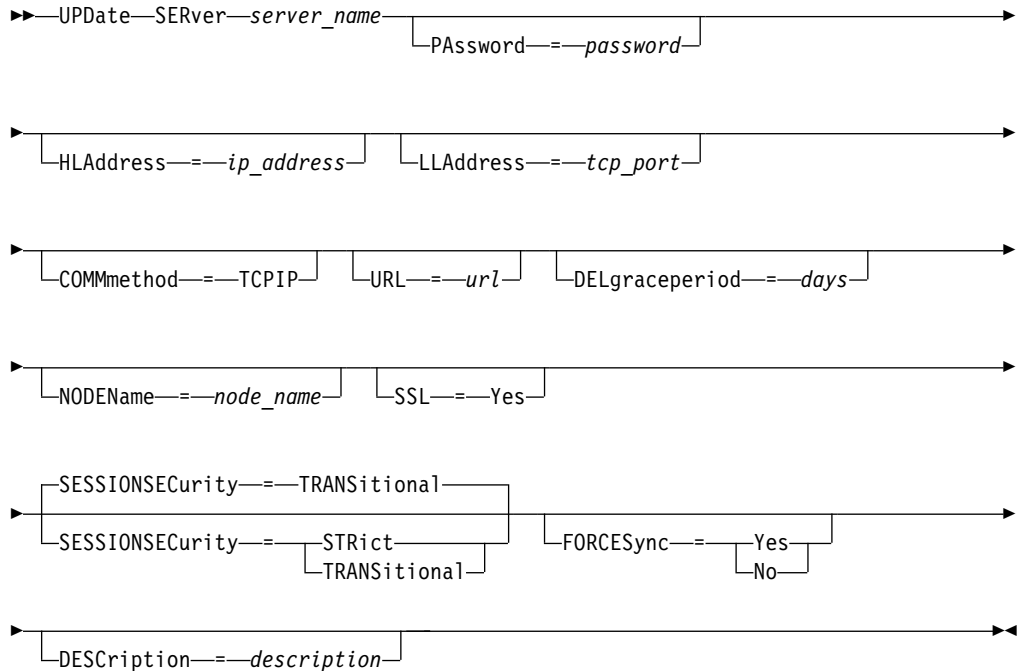 UPDate SERver server_name
PAssword = password
HLAddress = ip_address LLAddress = tcp_port
COMMmethod = TCPIP URL = url DELgraceperiod = days
NODEName = node_name SSL = Yes
SESSIONSECurity = TRANSitional
SESSIONSECurity = STRict FORCESync = Yes
TRANSitional No
DESCription = description